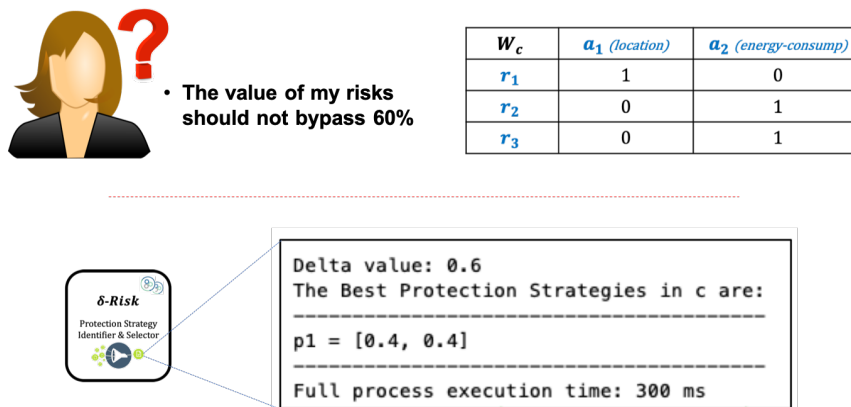 ?
• The value of my risks
should not bypass 60%
W_c a_1 (location) a_2 (energy-consump)
r_1 1 0
r_2 0 1
r_3 0 1
δ-Risk
Protection Strategy
Identifier & Selector
Delta value: 0.6
The Best Protection Strategies in c are:
------------------------------------------
p1 = [0.4, 0.4]
------------------------------------------
Full process execution time: 300 ms